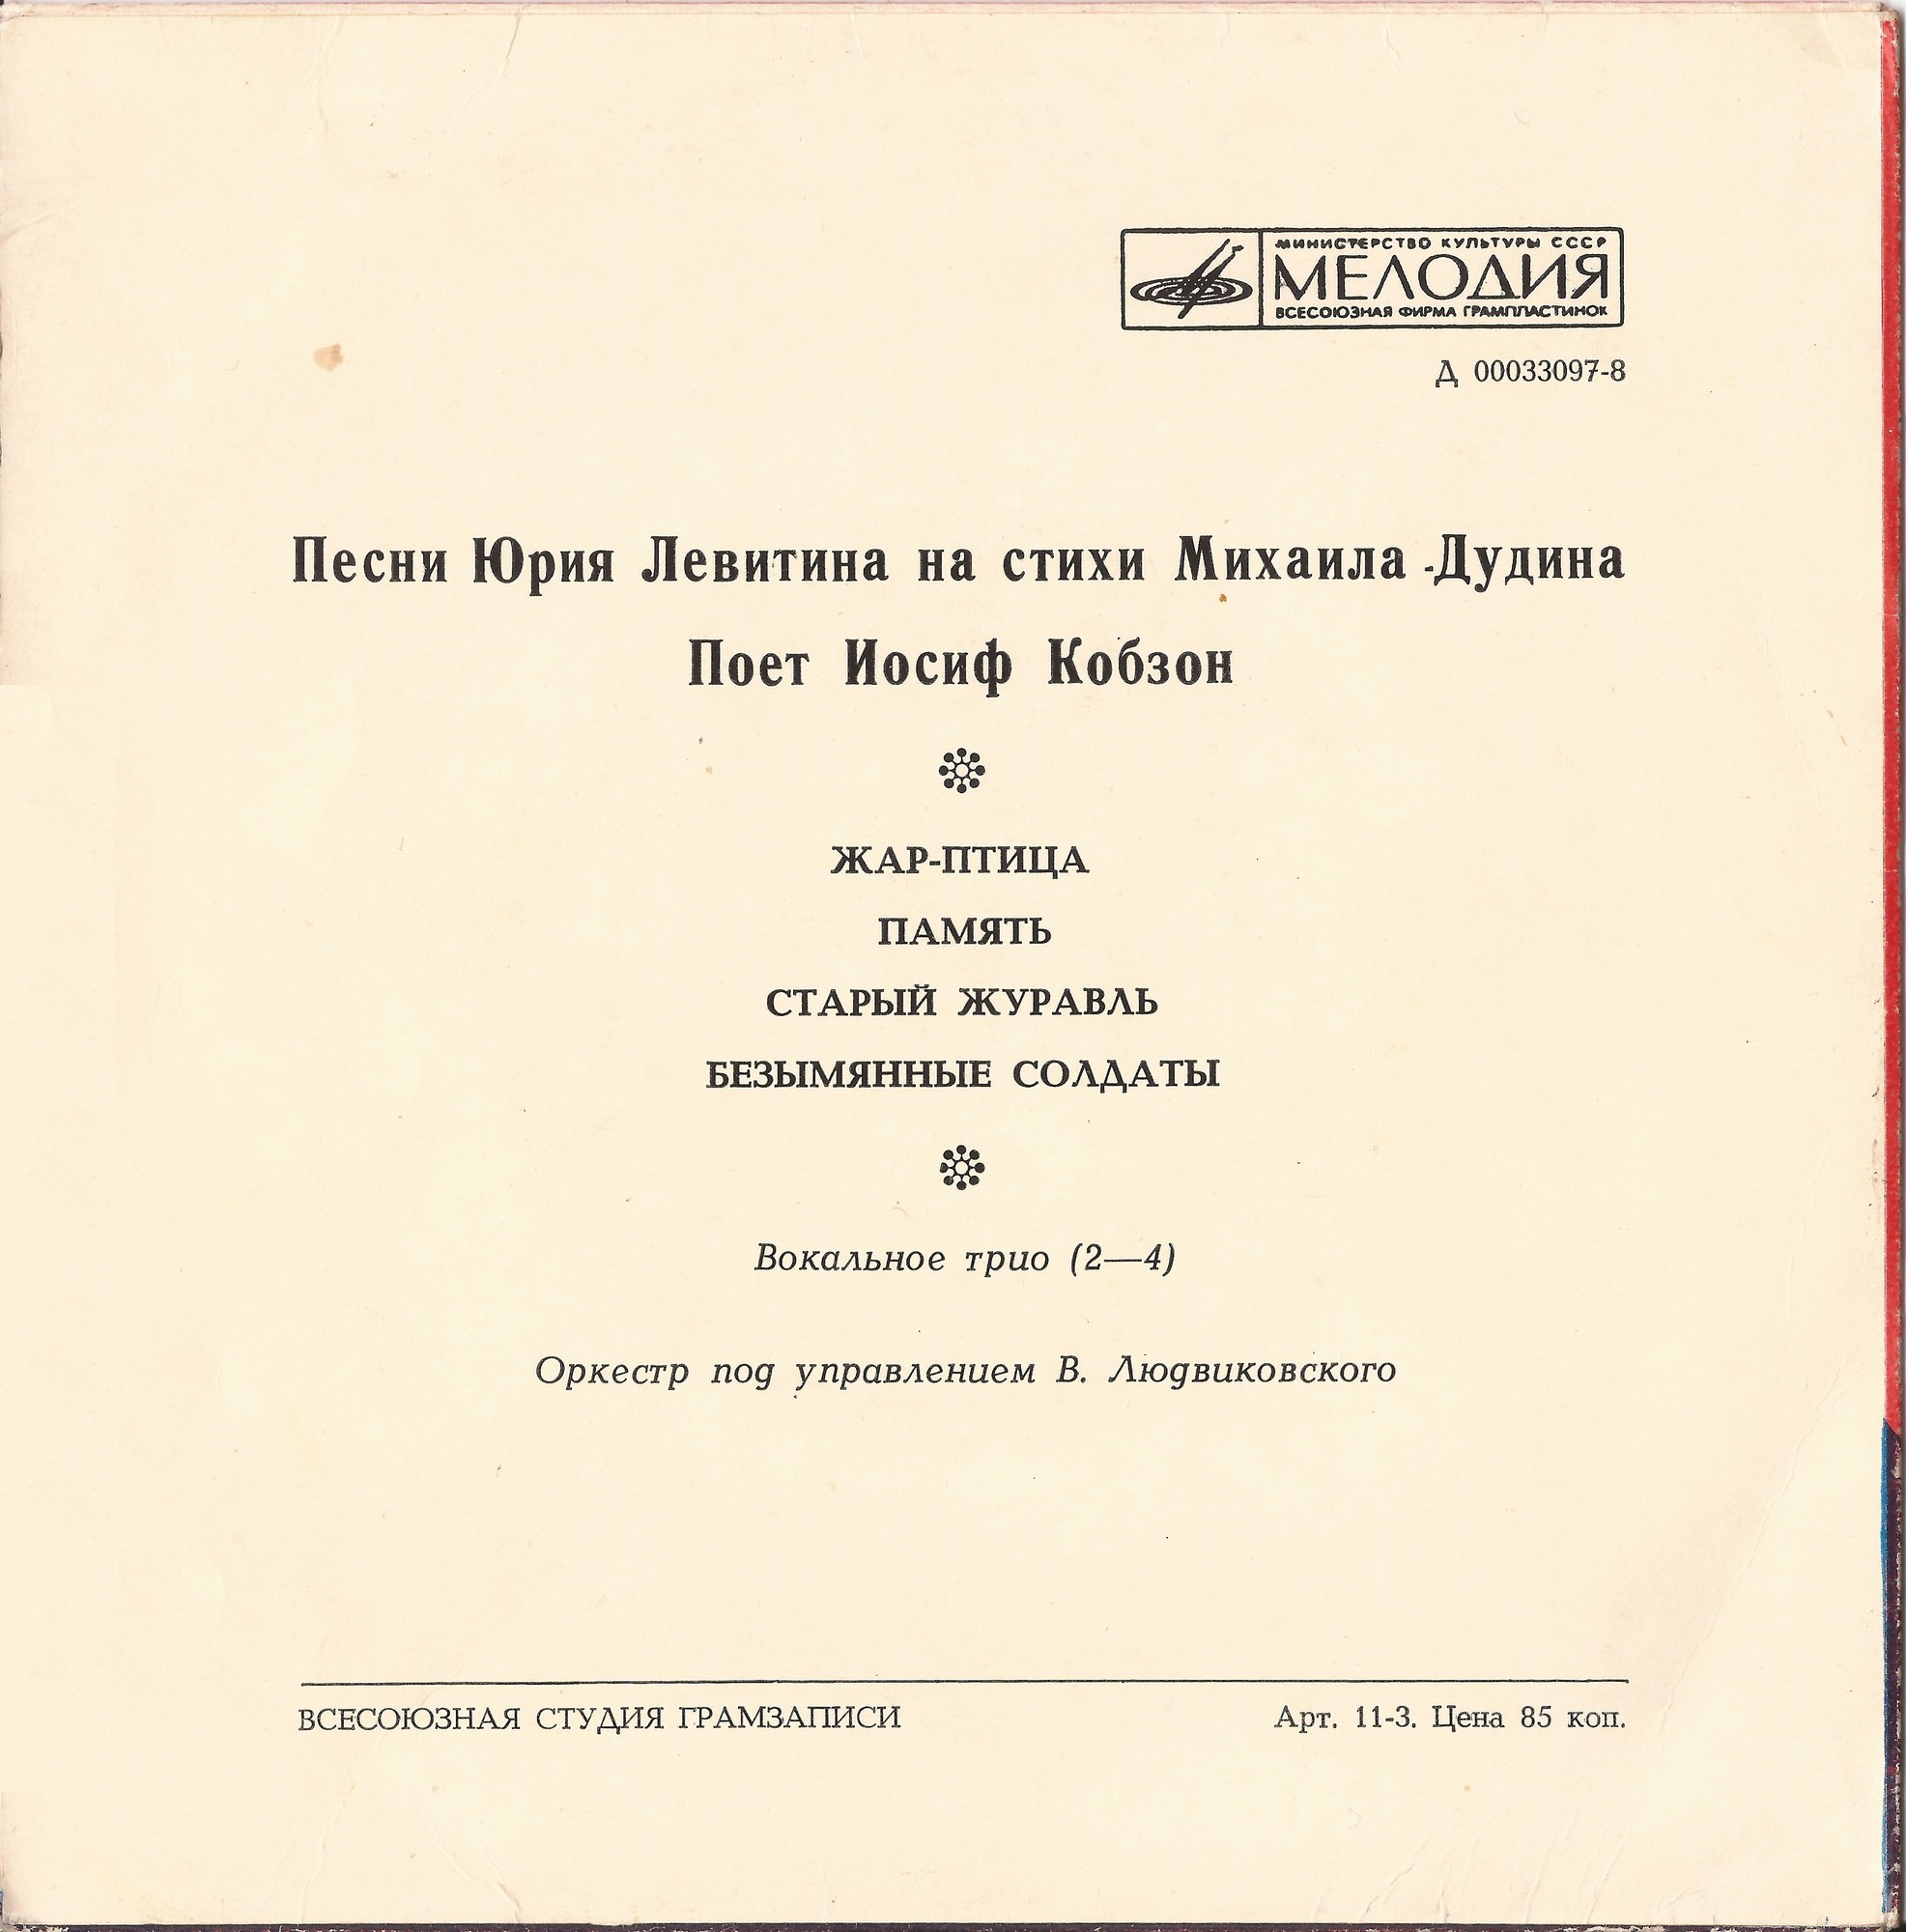 МИНИСТЕРСТВО КУЛЬТУРЫ СССР
МЕЛОДИЯ
ВСЕСОЮЗНАЯ ФИРМА ГРАМПЛАСТИНОК
Д 00033097-8
Песни Юрия Левитина на стихи Михаила Дудина
Поет Иосиф Кобзон
ЖАР-ПТИЦА
ПАМЯТЬ
СТАРЫЙ ЖУРАВЛЬ
БЕЗЫМЯННЫЕ СОЛДАТЫ
Вокальное трио (2—4)
Оркестр под управлением В. Людвиковского
ВСЕСОЮЗНАЯ СТУДИЯ ГРАМЗАПИСИ
Арт. 11-3. Цена 85 коп.